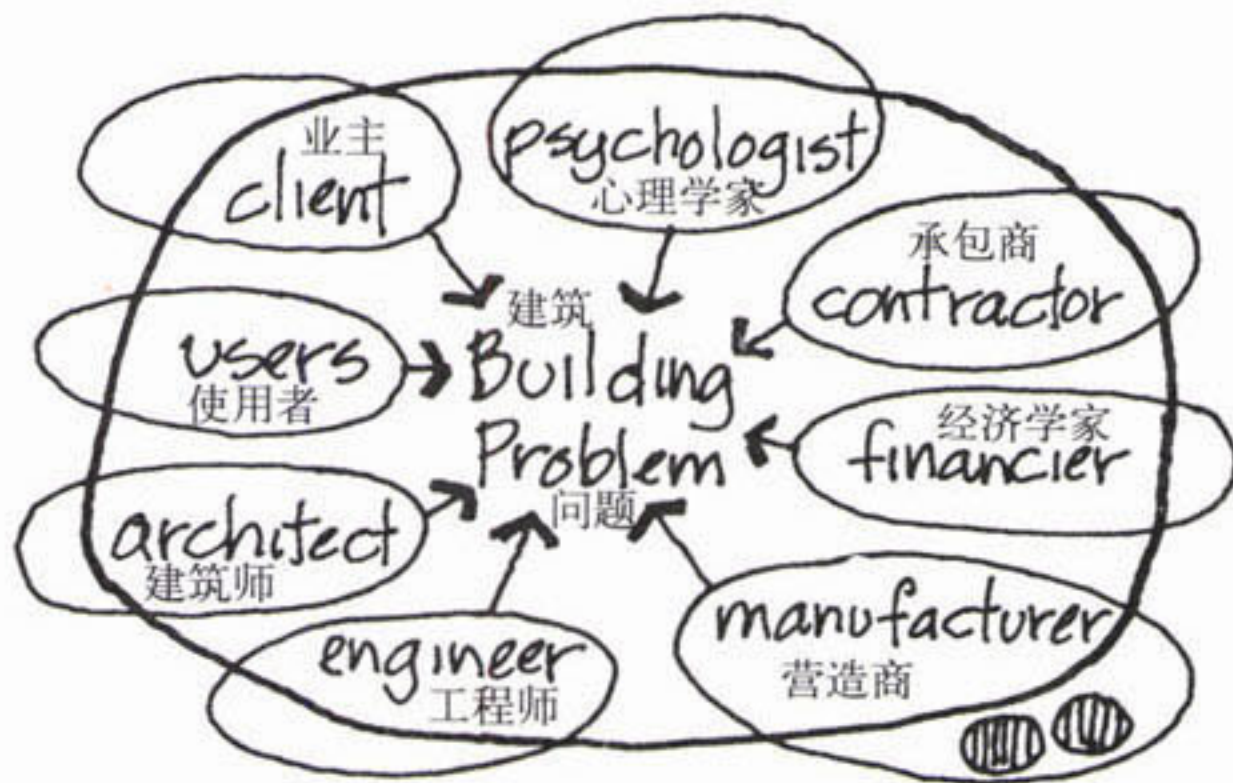 业主
client
psychologist
心理学家
承包商
contractor
users
使用者
建筑
Building
Problem
问题
经济学家
financier
architect
建筑师
engineer
工程师
manufacturer
营造商